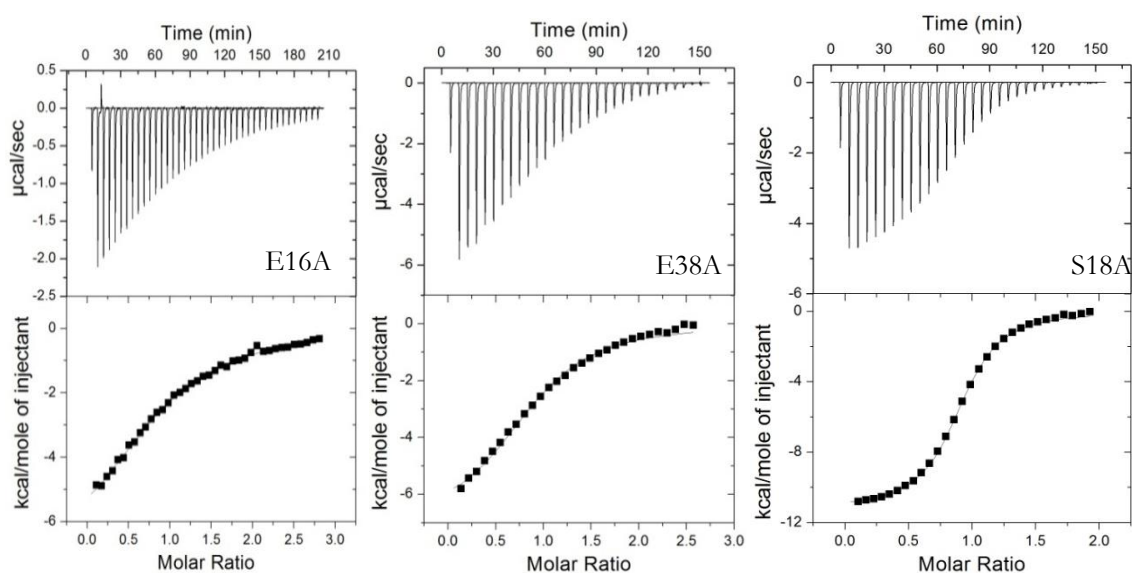 Time (min)
0 30 60 90 120 150 180 210
0.5
0.0
-0.5
-1.0
-1.5
-2.0
-2.5
µcal/sec
E16A
0
-2
-4
-6
kcal/mole of injectant
0.0 0.5 1.0 1.5 2.0 2.5 3.0
Molar Ratio
Time (min)
0 30 60 90 120 150
0
-2
-4
-6
µcal/sec
E38A
0
-2
-4
-6
kcal/mole of injectant
0.0 0.5 1.0 1.5 2.0 2.5 3.0
Molar Ratio
Time (min)
0 30 60 90 120 150
0
-2
-4
-6
µcal/sec
S18A
0
-4
-8
-12
kcal/mole of injectant
0.0 0.5 1.0 1.5 2.0
Molar Ratio